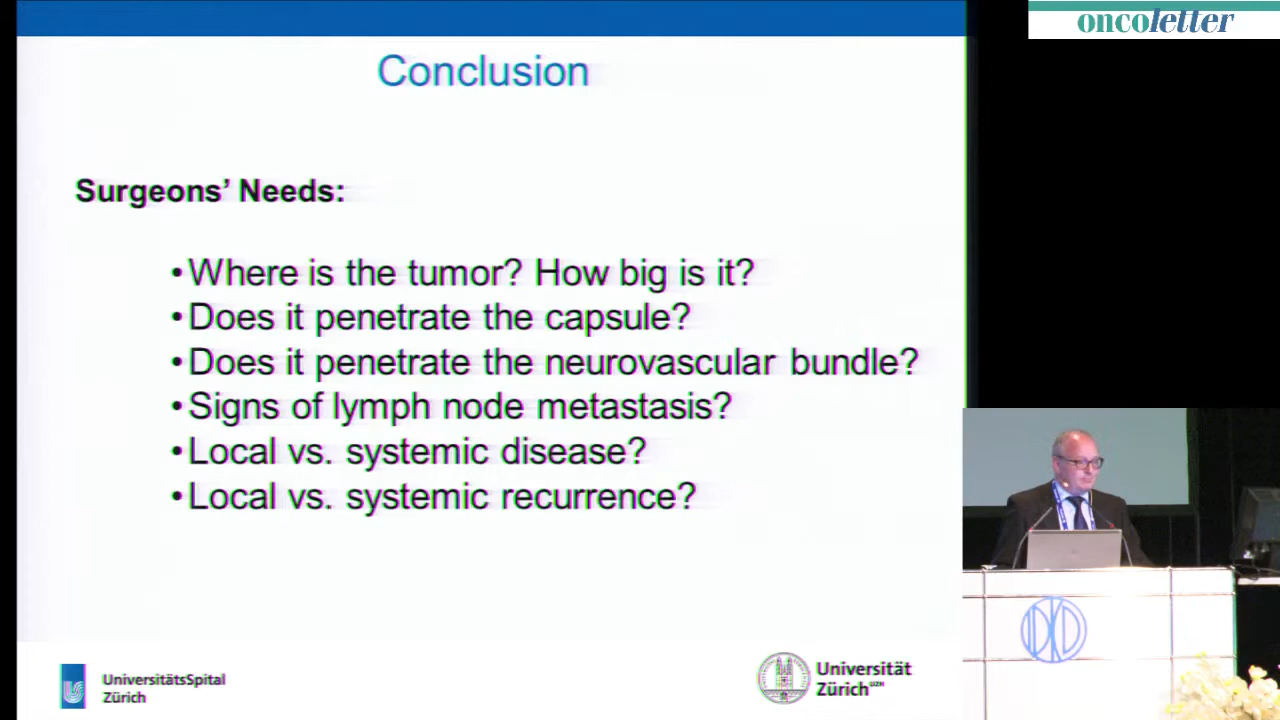 oncoletter
Conclusion
Surgeons’ Needs:
•Where is the tumor? How big is it?
•Does it penetrate the capsule?
•Does it penetrate the neurovascular bundle?
•Signs of lymph node metastasis?
•Local vs. systemic disease?
•Local vs. systemic recurrence?
UniversitätsSpital
Zürich
Universität
Zürich UZH
IDKD